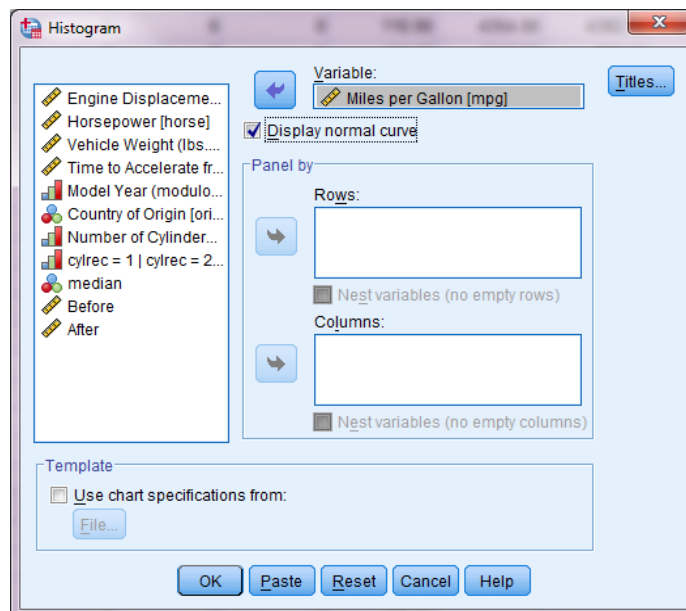 Histogram
Variable:
Miles per Gallon [mpg]
Titles...
Display normal curve
Engine Displaceme...
Horsepower [horse]
Vehicle Weight (lbs....
Time to Accelerate fr...
Model Year (modulo...
Country of Origin [ori...
Number of Cylinder...
cylrec = 1 | cylrec = 2...
median
Before
After
Panel by
Rows:
Nest variables (no empty rows)
Columns:
Nest variables (no empty columns)
Template
Use chart specifications from:
File...
OK Paste Reset Cancel Help